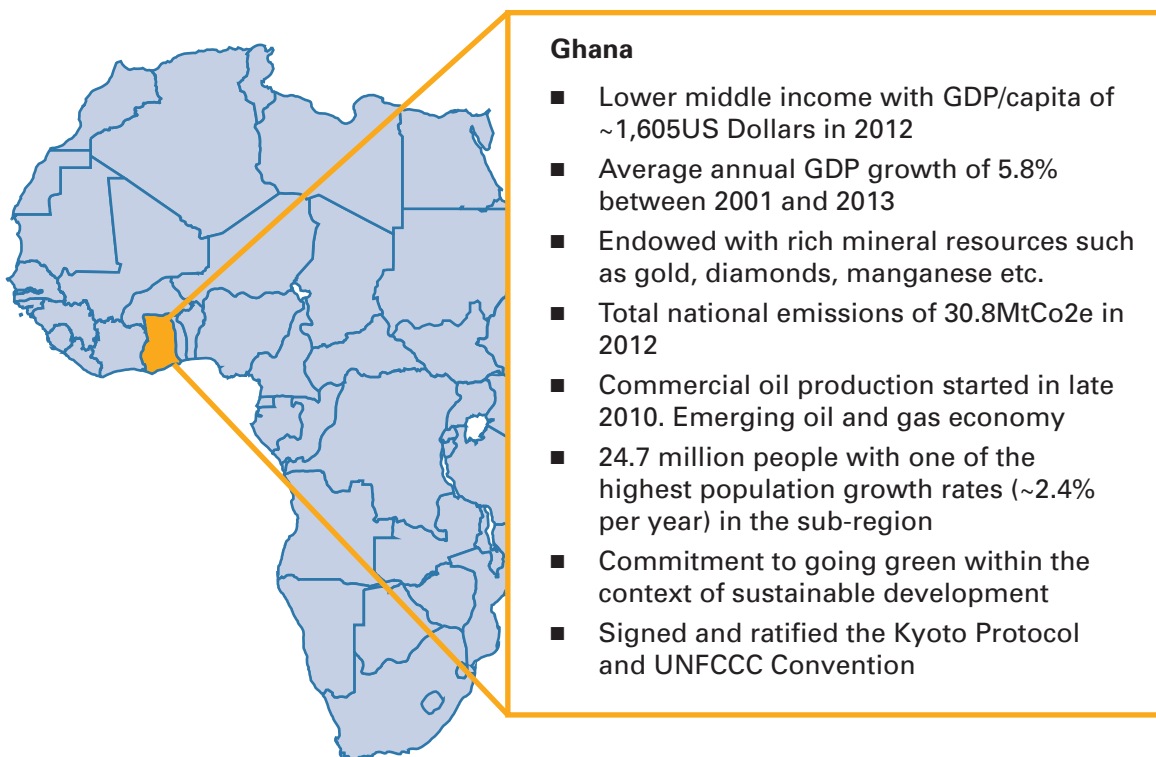 Ghana
■ Lower middle income with GDP/capita of
~1,605US Dollars in 2012
■ Average annual GDP growth of 5.8%
between 2001 and 2013
■ Endowed with rich mineral resources such
as gold, diamonds, manganese etc.
■ Total national emissions of 30.8MtCo2e in
2012
■ Commercial oil production started in late
2010. Emerging oil and gas economy
■ 24.7 million people with one of the
highest population growth rates (~2.4%
per year) in the sub-region
■ Commitment to going green within the
context of sustainable development
■ Signed and ratified the Kyoto Protocol
and UNFCCC Convention